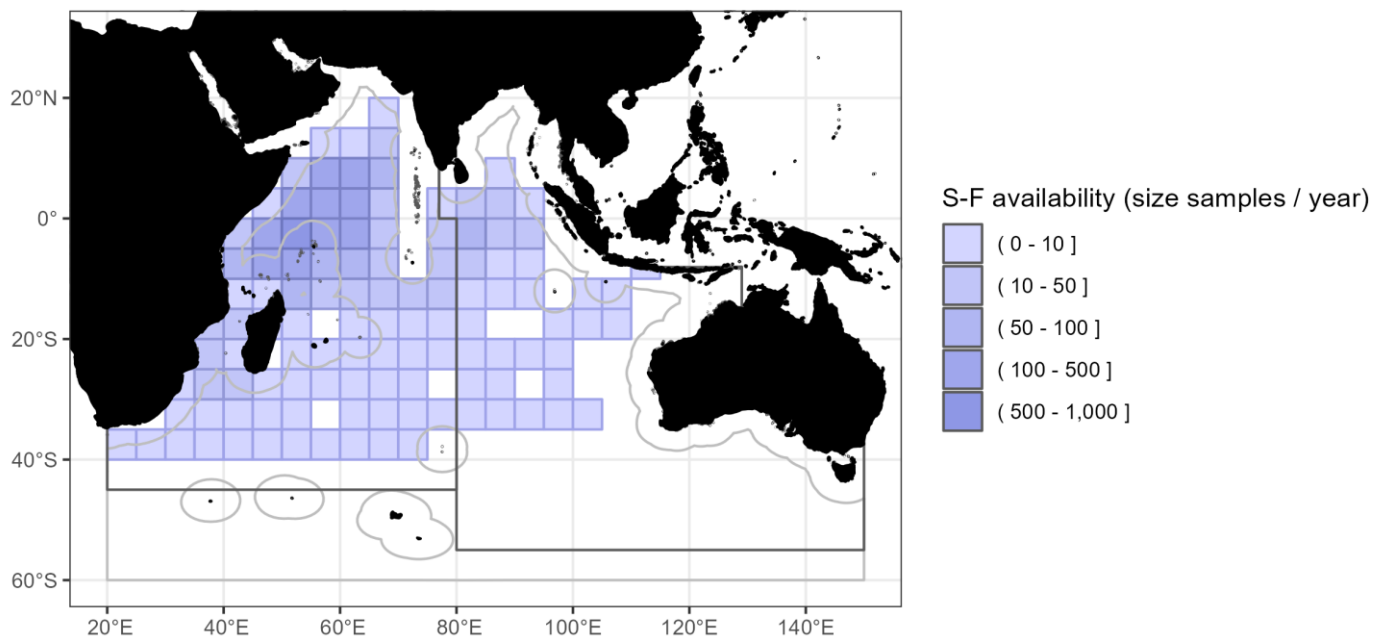 20°N
0°
20°S
40°S
60°S
20°E 40°E 60°E 80°E 100°E 120°E 140°E
S-F availability (size samples / year)
( 0 - 10 ]
( 10 - 50 ]
( 50 - 100 ]
( 100 - 500 ]
( 500 - 1,000 ]